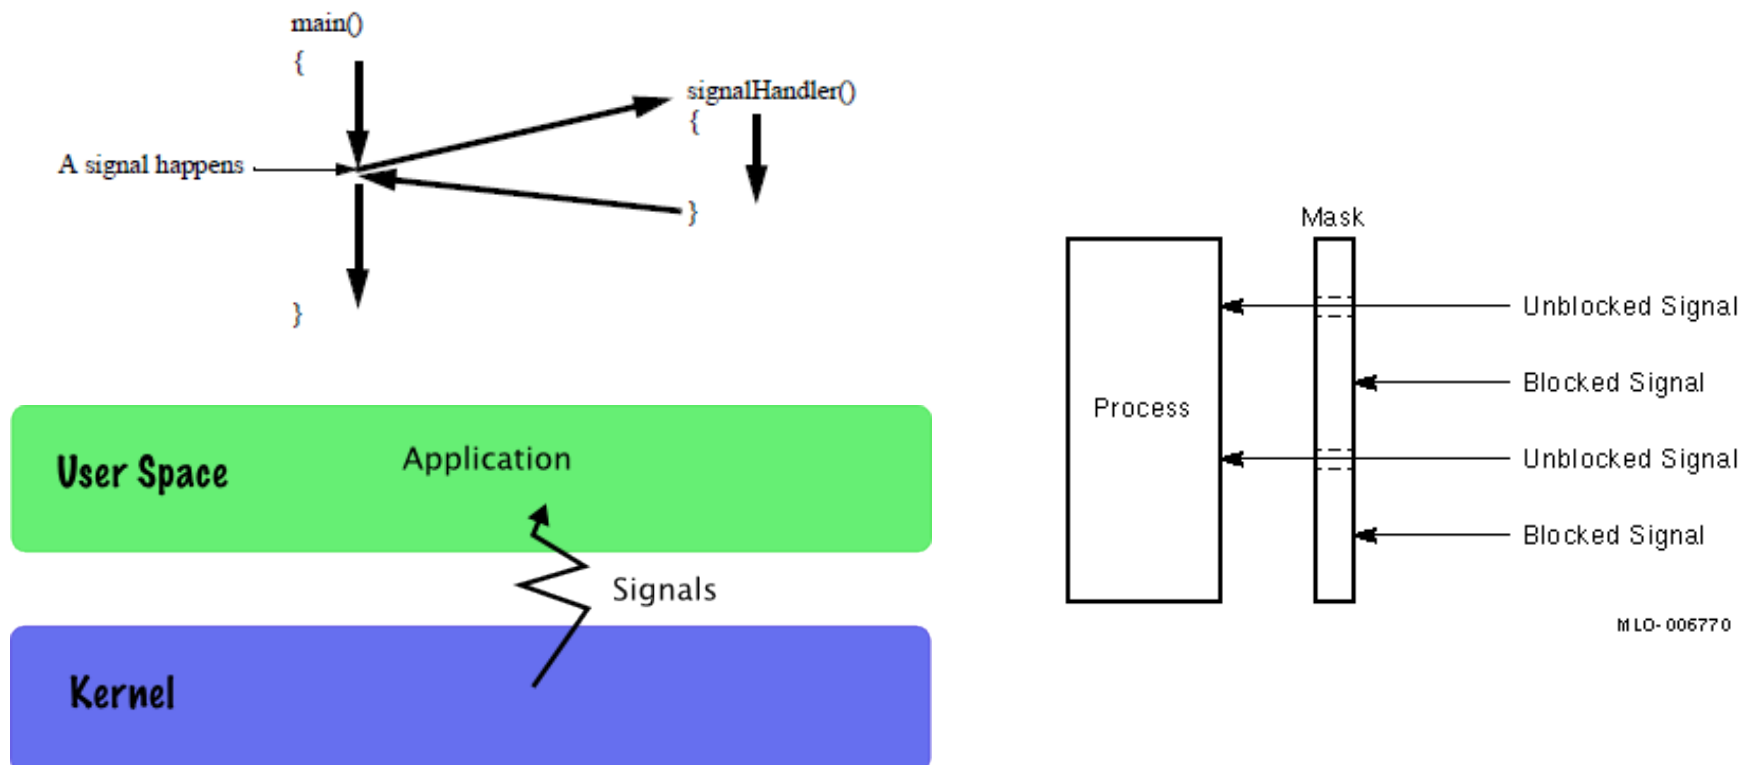 main()
{
signalHandler()
{
A signal happens
}
}
Mask
Unblocked Signal
Blocked Signal
Process
Unblocked Signal
Blocked Signal
MLO-006770
User Space
Application
Signals
Kernel